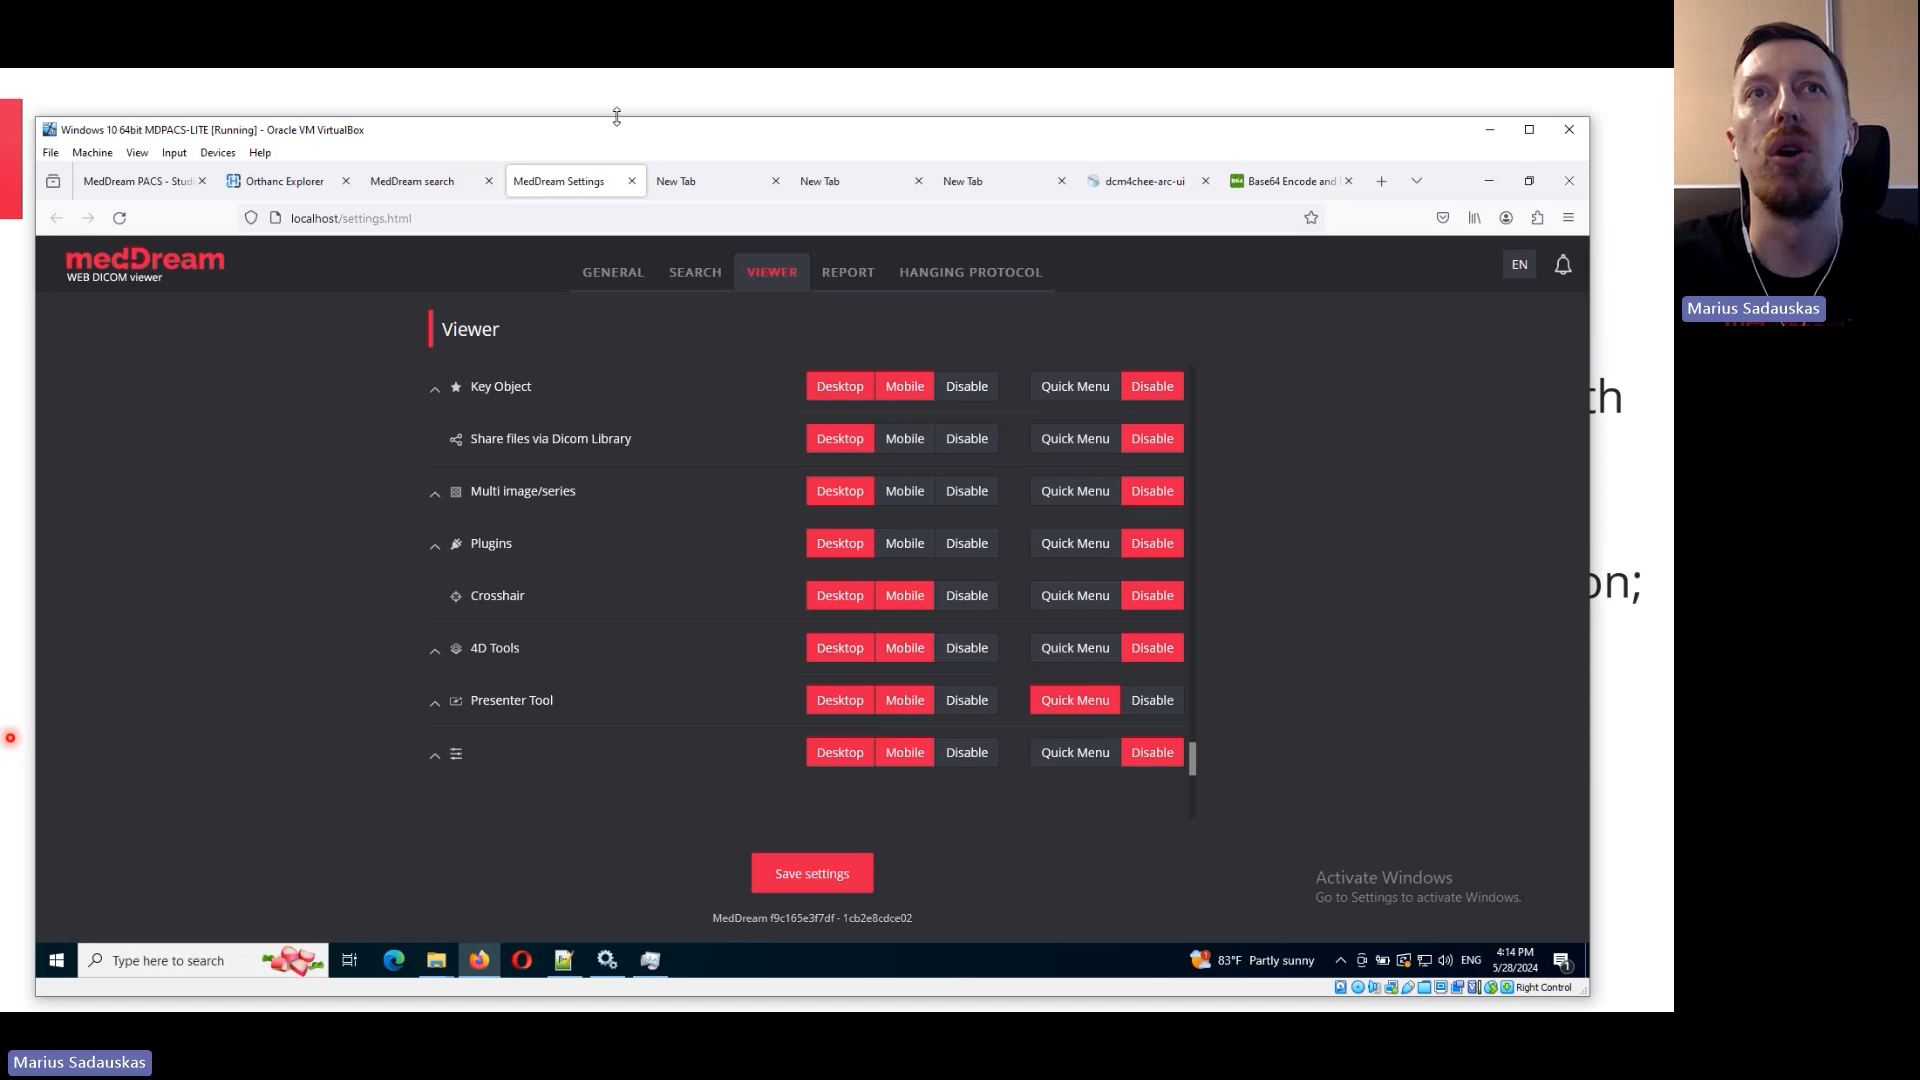 Windows 10 64bit MDPACS-LITE [Running] - Oracle VM VirtualBox
File Machine View Input Devices Help
MedDream PACS - Stud
Orthanc Explorer
MedDream search
MedDream Settings
New Tab
New Tab
New Tab
dcm4chee-arc-ui
Base64 Encode and
localhost/settings.html
medDream
WEB DICOM viewer
GENERAL SEARCH VIEWER REPORT HANGING PROTOCOL
EN
Viewer
Key Object Desktop Mobile Disable Quick Menu Disable
Share files via Dicom Library Desktop Mobile Disable Quick Menu Disable
Multi image/series Desktop Mobile Disable Quick Menu Disable
Plugins Desktop Mobile Disable Quick Menu Disable
Crosshair Desktop Mobile Disable Quick Menu Disable
4D Tools Desktop Mobile Disable Quick Menu Disable
Presenter Tool Desktop Mobile Disable Quick Menu Disable
Desktop Mobile Disable Quick Menu Disable
Save settings
MedDream f9c165e3f7df - 1cb2e8cdce02
Activate Windows
Go to Settings to activate Windows.
Type here to search
83°F Partly sunny
ENG
4:14 PM
5/28/2024
1
Right Control
th
on;
Marius Sadauskas
Marius Sadauskas